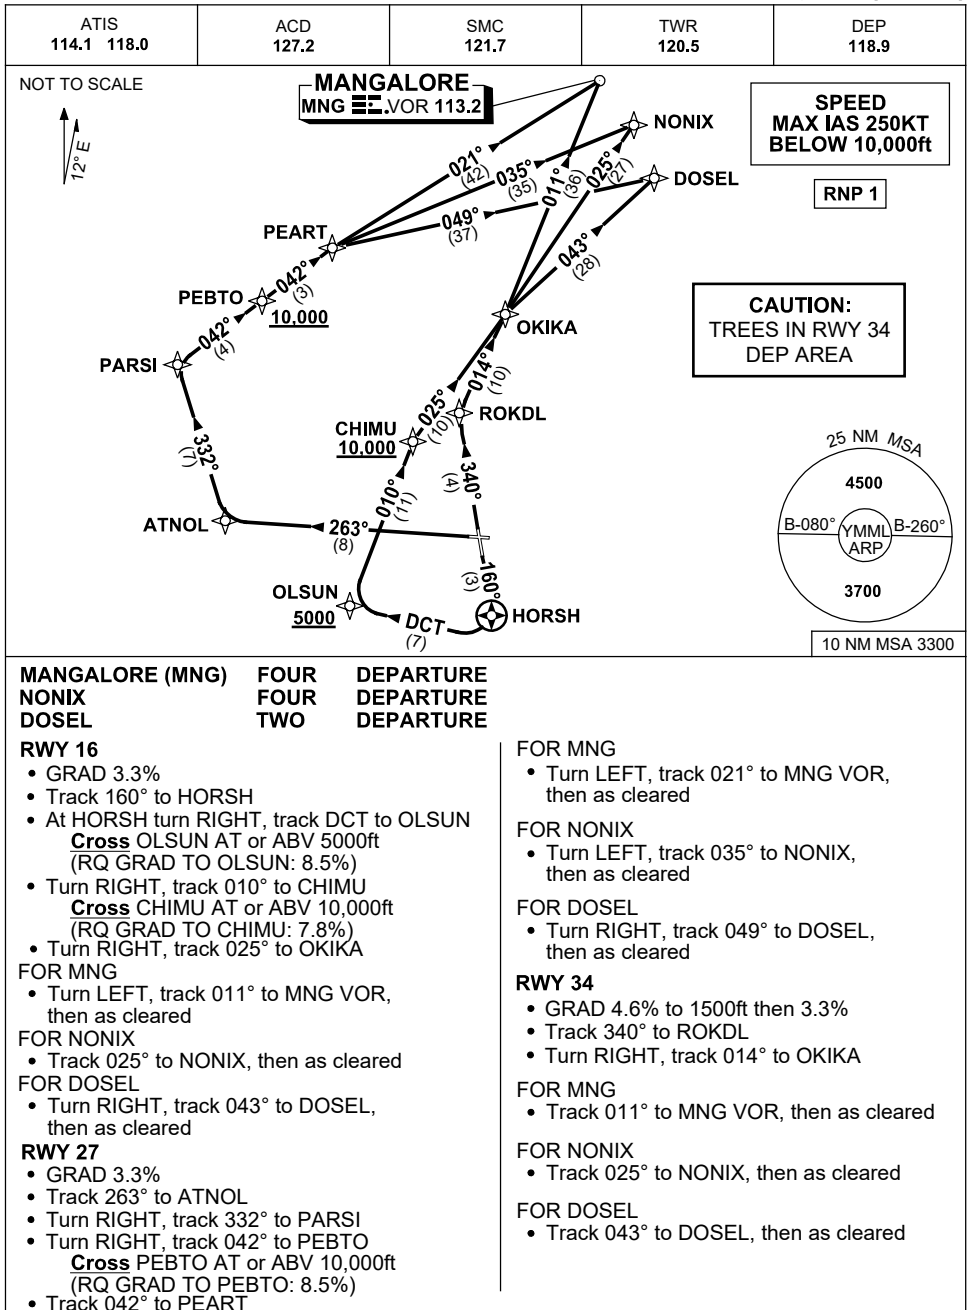 ATIS
114.1 118.0
ACD
127.2
SMC
121.7
TWR
120.5
DEP
118.9
NOT TO SCALE
12° E
MANGALORE
MNG VOR 113.2
SPEED
MAX IAS 250KT
BELOW 10,000ft
RNP 1
NONIX
DOSEL
021°
(42)
035°
(35)
011°
(36)
025°
(27)
049°
(37)
043°
(28)
PEART
042°
(3)
PEBTO
10,000
042°
(4)
PARSI
OKIKA
CAUTION:
TREES IN RWY 34
DEP AREA
014°
(10)
025°
(10)
ROKDL
CHIMU
10,000
332°
(7)
340°
(4)
010°
(11)
ATNOL
263°
(8)
160°
(3)
OLSUN
5000
DCT
(7)
HORSH
25 NM MSA
4500
B-080°
YMML
ARP
B-260°
3700
10 NM MSA 3300
MANGALORE (MNG) FOUR DEPARTURE
NONIX FOUR DEPARTURE
DOSEL TWO DEPARTURE
RWY 16
• GRAD 3.3%
• Track 160° to HORSH
• At HORSH turn RIGHT, track DCT to OLSUN
Cross OLSUN AT or ABV 5000ft
(RQ GRAD TO OLSUN: 8.5%)
• Turn RIGHT, track 010° to CHIMU
Cross CHIMU AT or ABV 10,000ft
(RQ GRAD TO CHIMU: 7.8%)
• Turn RIGHT, track 025° to OKIKA
FOR MNG
• Turn LEFT, track 011° to MNG VOR,
then as cleared
FOR NONIX
• Track 025° to NONIX, then as cleared
FOR DOSEL
• Turn RIGHT, track 043° to DOSEL,
then as cleared
RWY 27
• GRAD 3.3%
• Track 263° to ATNOL
• Turn RIGHT, track 332° to PARSI
• Turn RIGHT, track 042° to PEBTO
Cross PEBTO AT or ABV 10,000ft
(RQ GRAD TO PEBTO: 8.5%)
• Track 042° to PEART
FOR MNG
• Turn LEFT, track 021° to MNG VOR,
then as cleared
FOR NONIX
• Turn LEFT, track 035° to NONIX,
then as cleared
FOR DOSEL
• Turn RIGHT, track 049° to DOSEL,
then as cleared
RWY 34
• GRAD 4.6% to 1500ft then 3.3%
• Track 340° to ROKDL
• Turn RIGHT, track 014° to OKIKA
FOR MNG
• Track 011° to MNG VOR, then as cleared
FOR NONIX
• Track 025° to NONIX, then as cleared
FOR DOSEL
• Track 043° to DOSEL, then as cleared